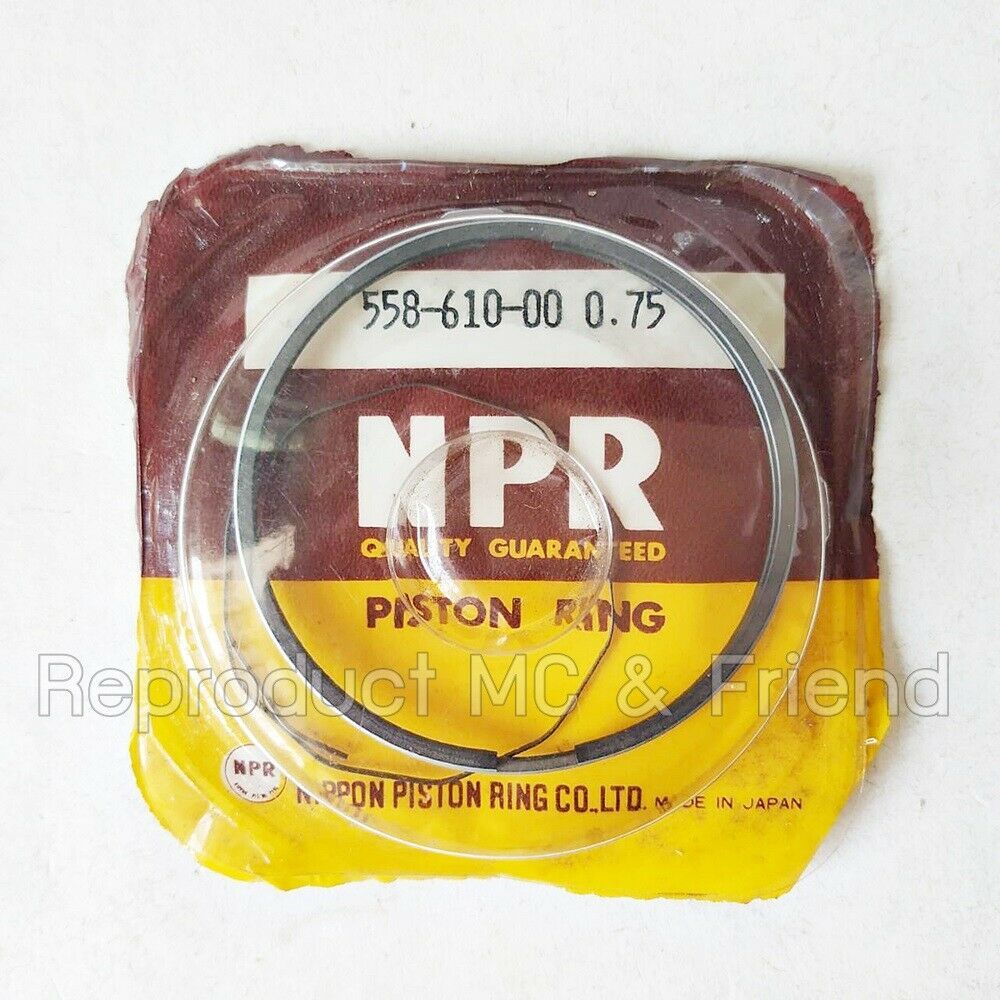 558-610-00 0.75
NPR
QUALITY GUARANTEED
PISTON RING
Reproduct MC & Friend
NPR
NIPPON PISTON RING CO.,LTD. MADE IN JAPAN